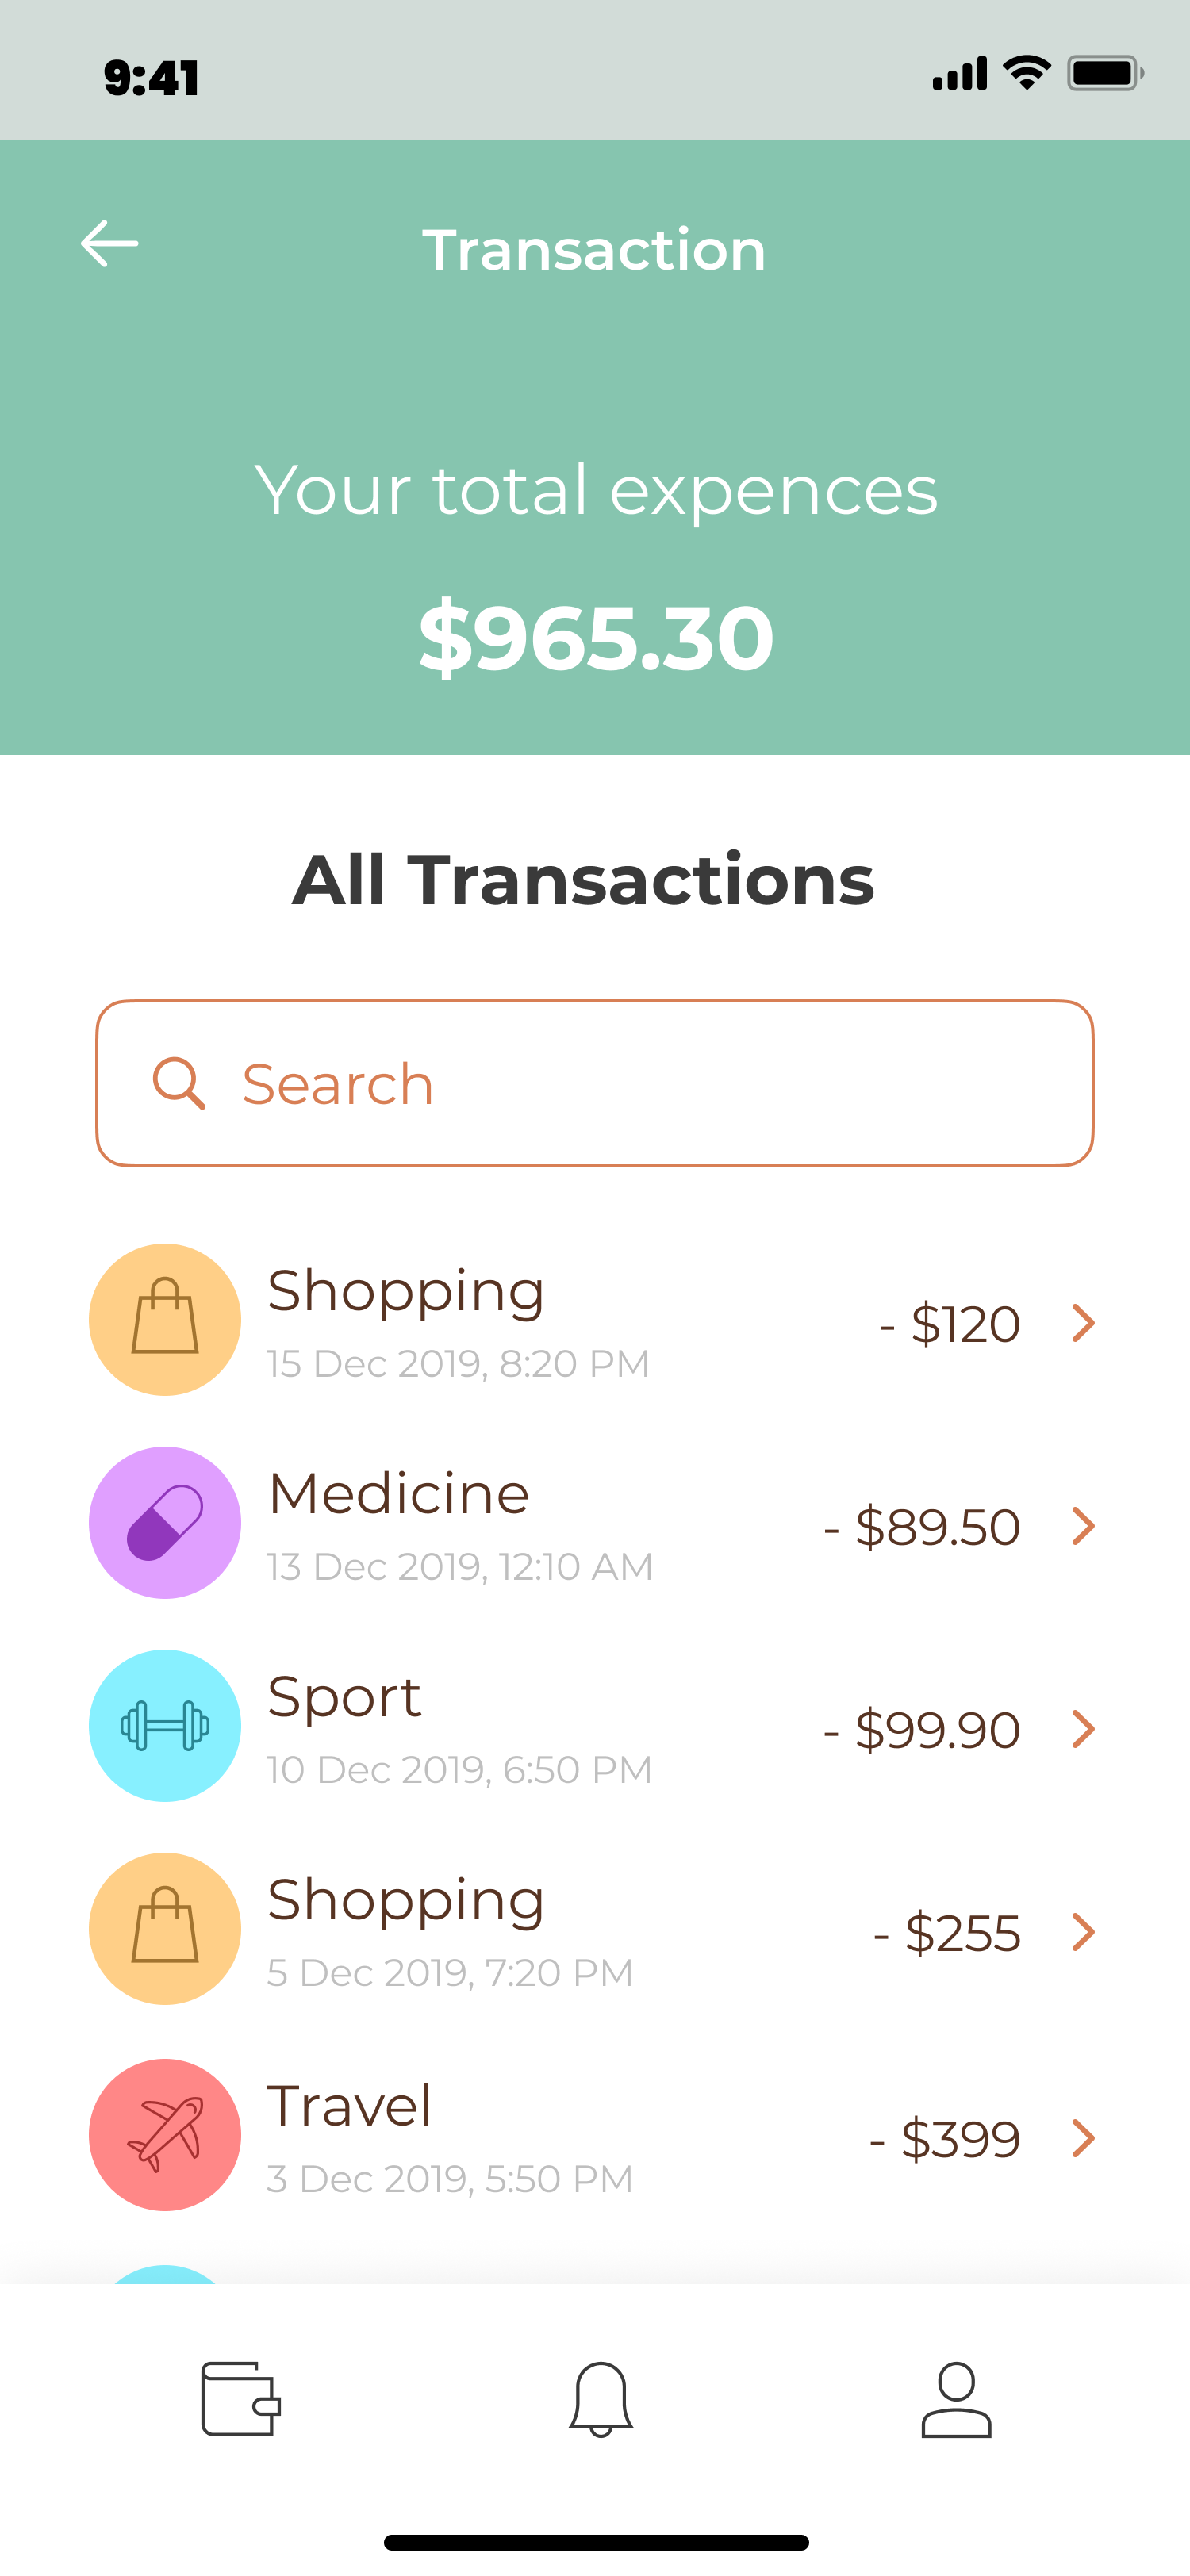 9:41
Transaction
Your total expences
$965.30
All Transactions
Search
Shopping
- $120
15 Dec 2019, 8:20 PM
Medicine
- $89.50
13 Dec 2019, 12:10 AM
Sport
- $99.90
10 Dec 2019, 6:50 PM
Shopping
- $255
5 Dec 2019, 7:20 PM
Travel
- $399
3 Dec 2019, 5:50 PM